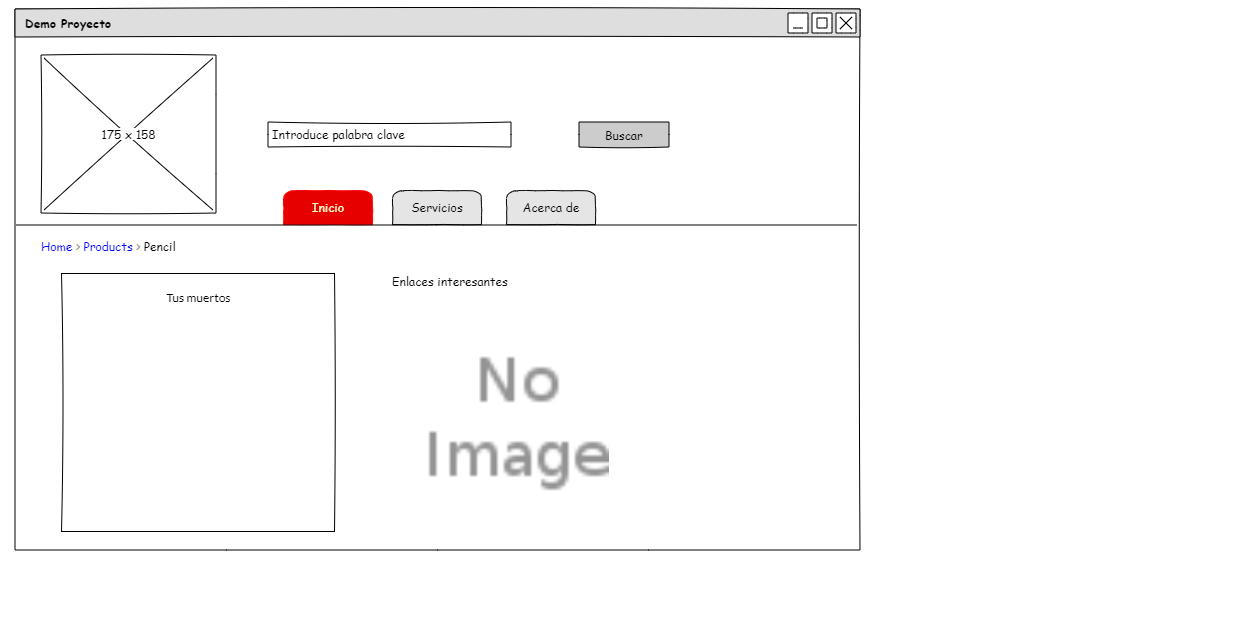 Demo Proyecto
175 x 158
Introduce palabra clave
Buscar
Inicio
Servicios
Acerca de
Home > Products > Pencil
Tus muertos
Enlaces interesantes
No
Image